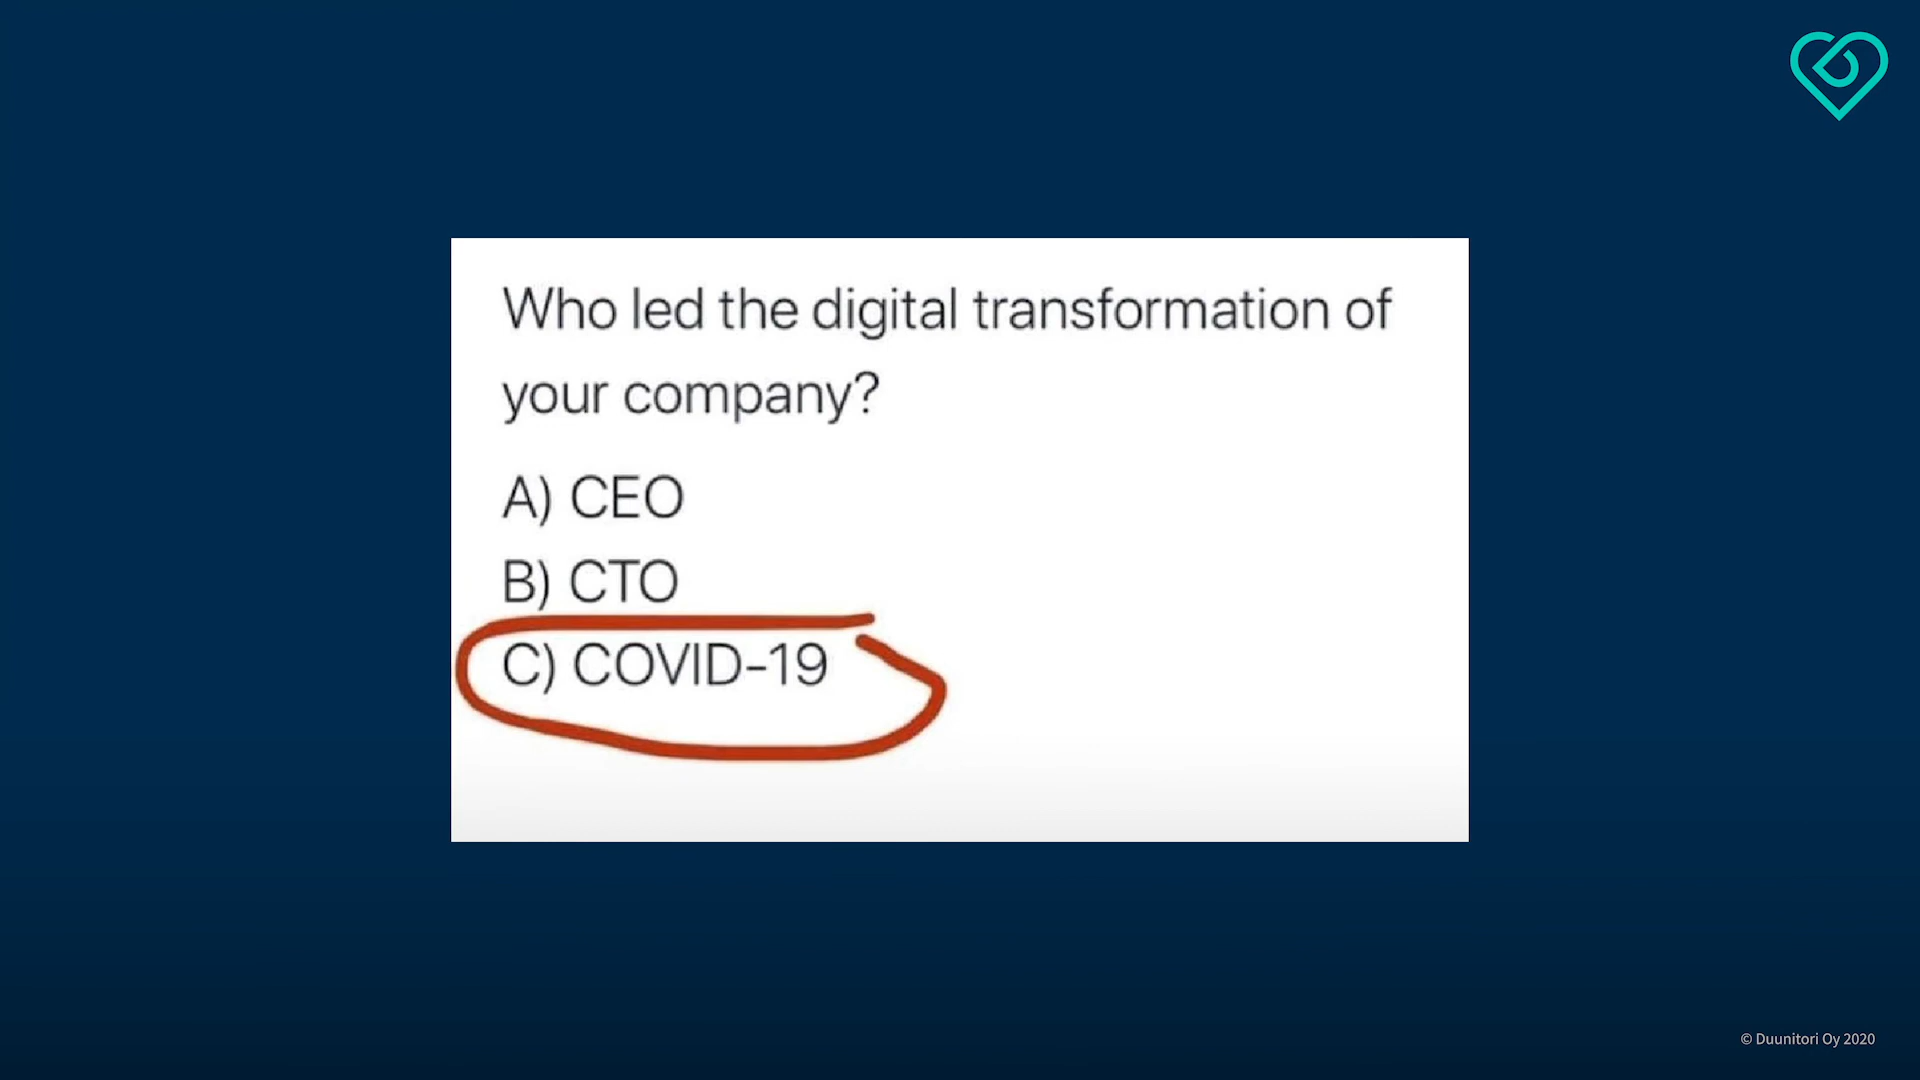 Who led the digital transformation of
your company?
A) CEO
B) CTO
C) COVID-19
© Duunitori Oy 2020